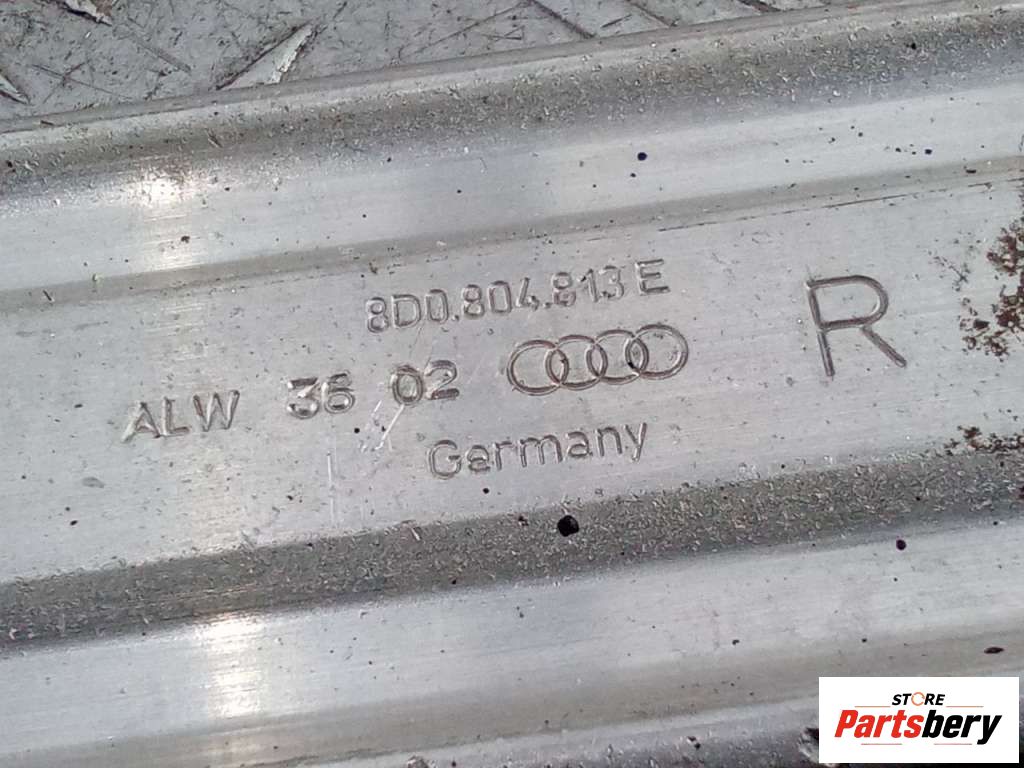 8D0.804.813 E
R
ALW 36 02
Germany
STORE
Partsbery